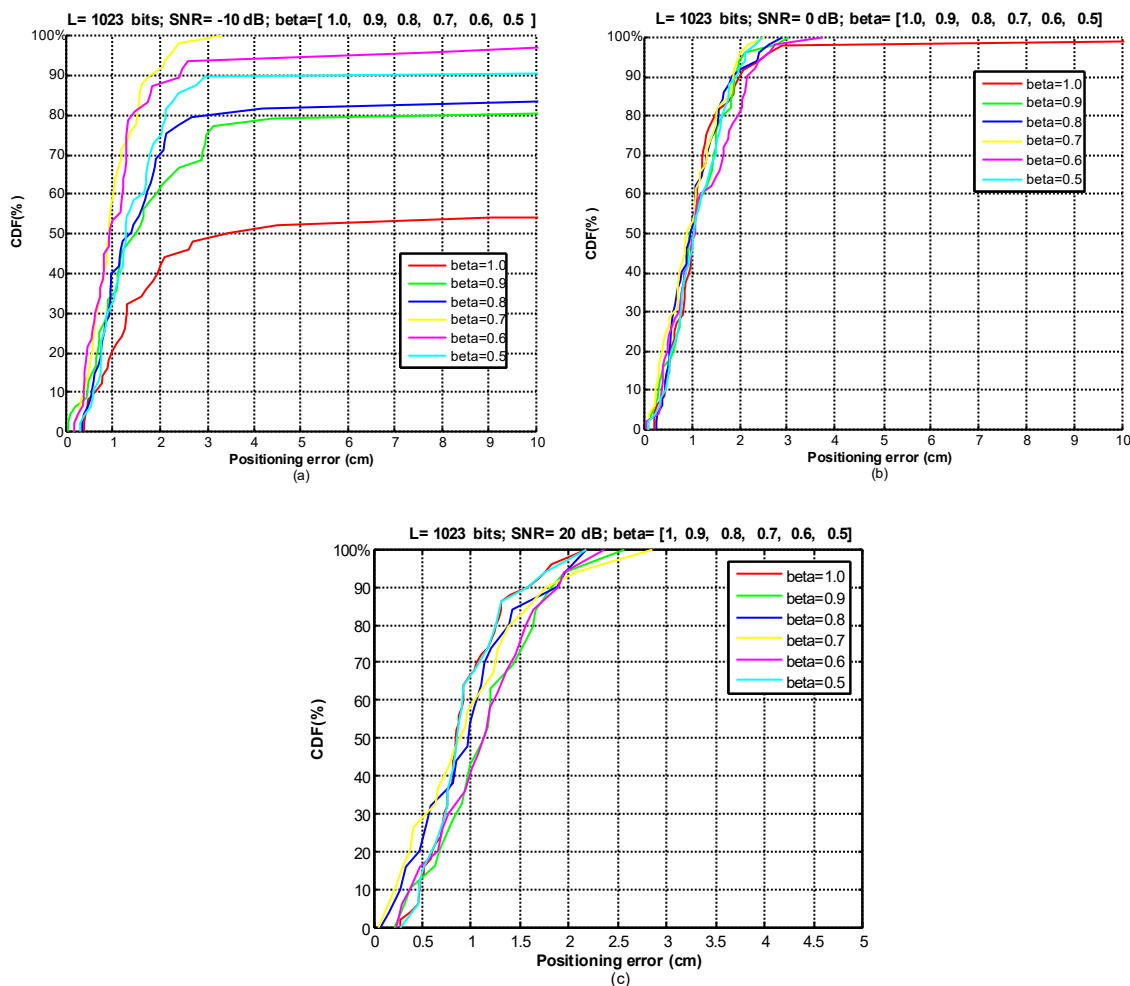 L= 1023 bits; SNR= -10 dB; beta=[ 1.0, 0.9, 0.8, 0.7, 0.6, 0.5 ]
100%
90
80
70
60
50
40
30
20
10
0
CDF(%)
beta=1.0
beta=0.9
beta=0.8
beta=0.7
beta=0.6
beta=0.5
0 1 2 3 4 5 6 7 8 9 10
Positioning error (cm)
(a)
L= 1023 bits; SNR= 0 dB; beta= [1.0, 0.9, 0.8, 0.7, 0.6, 0.5]
100%
90
80
70
60
50
40
30
20
10
0
CDF(%)
beta=1.0
beta=0.9
beta=0.8
beta=0.7
beta=0.6
beta=0.5
0 1 2 3 4 5 6 7 8 9 10
Positioning error (cm)
(b)
L= 1023 bits; SNR= 20 dB; beta= [1, 0.9, 0.8, 0.7, 0.6, 0.5]
100%
90
80
70
60
50
40
30
20
10
0
CDF(%)
beta=1.0
beta=0.9
beta=0.8
beta=0.7
beta=0.6
beta=0.5
0 0.5 1 1.5 2 2.5 3 3.5 4 4.5 5
Positioning error (cm)
(c)